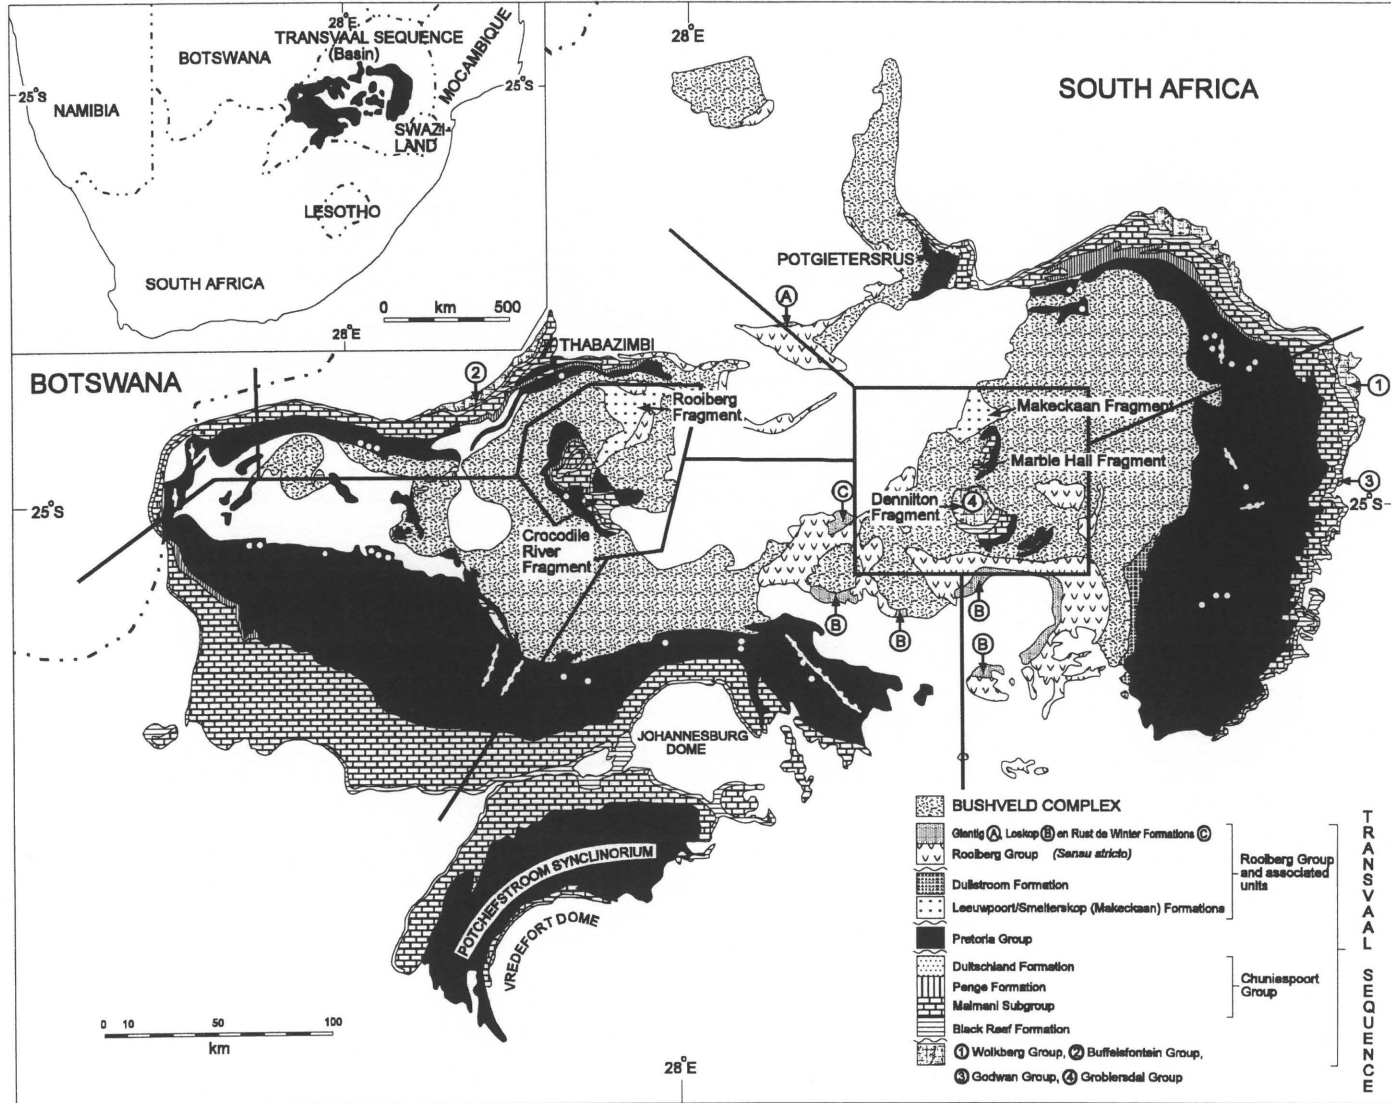 28°E
TRANSVAAL SEQUENCE
(Basin)
BOTSWANA
MOCAMBIQUE
25°S
25°S
NAMIBIA
SWAZI-
LAND
LESOTHO
SOUTH AFRICA
0 km 500
28°E
28°E
SOUTH AFRICA
POTGIETERSRUS
A
THABAZIMBI
BOTSWANA
2
Rooiberg
Fragment
Makeckaan Fragment
1
Marble Hall Fragment
3
25°S
C
Dennilton
Fragment
4
25°S
Crocodile
River
Fragment
B
B
B
B
JOHANNESBURG
DOME
POTCHEFSTROOM SYNCLINORIUM
VREDEFORT DOME
0 10 50 100
km
28°E
BUSHVELD COMPLEX
Glentig A, Loskop B en Rust de Winter Formations C
Rooiberg Group (Sensu stricto)
Dullstroom Formation
Leeuwpoort/Smelterskop (Makeckaan) Formations
Rooiberg Group
and associated
units
Pretoria Group
Duitschland Formation
Penge Formation
Malmani Subgroup
Chuniespoort
Group
Black Reef Formation
1 Wolkberg Group, 2 Buffelsfontein Group,
3 Godwan Group, 4 Groblersdal Group
TRANSVAAL SEQUENCE